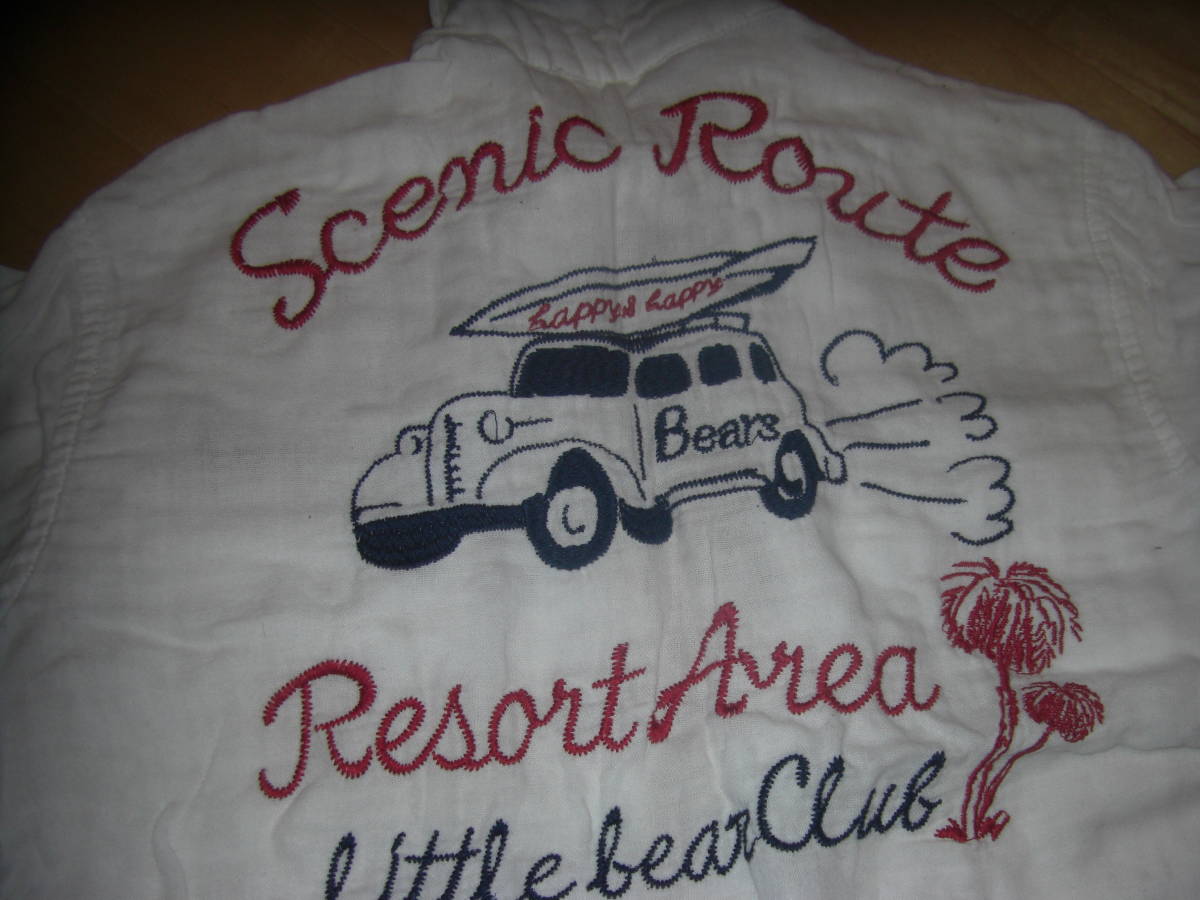 Scenic Route
happy & happy
Bears
Resort Area
little bear Club